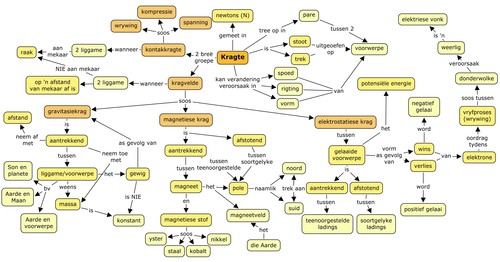 kompressie
wrywing
spanning
soos
kontakkragte
newtons (N)
gemeet in
pare
tree op in
tussen 2
stoot
uitgeoefen
op
trek
voorwerpe
Kragte
2 breë
groepe
wanneer
2 liggame
aan
mekaar
raak
NIE aan mekaar
op 'n afstand
van mekaar af is
2 liggame
wanneer
kragvelde
kan verandering
veroorsaak in
spoed
rigting
vorm
van
elektriese vonk
is 'n
weerlig
veroorsaak
donderwolke
soos tussen
vryfproses
(wrywing)
oordrag
tydens
elektrone
potensiële energie
het
negatief
gelaai
word
wins
van
vorm
as gevolg
van
verlies
word
positief gelaai
soos
gravitasiekrag
is
afstand
neem af
met
aantrekkend
neem toe
met
as gevolg
van
tussen
Son en
planete
liggame/voorwerpe
het
gewig
bv
weens
Aarde en
Maan
Aarde en
voorwerpe
massa
is
is NIE
konstant
magnetiese krag
is
aantrekkend
afstotend
tussen
tussen
teenoorgestelde
tussen
soortgelyke
magneet
het
pole
naamlik
noord
trek aan
suid
en
magnetiese stof
soos
yster
staal
kobalt
nikkel
magneetveld
het
die Aarde
elektrostatiese krag
tussen
gelaaide
voorwerpe
is
aantrekkend
afstotend
tussen
tussen
teenoorgestelde
ladings
soortgelyke
ladings